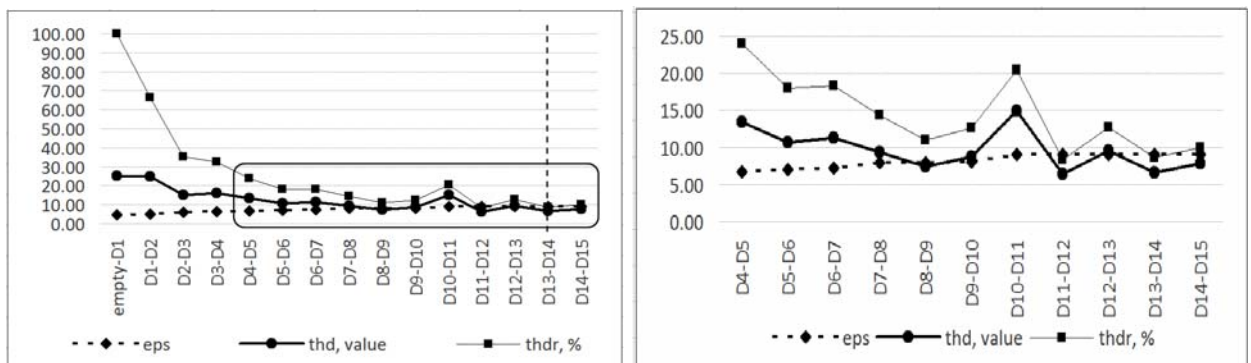 100.00
90.00
80.00
70.00
60.00
50.00
40.00
30.00
20.00
10.00
0.00
empty-D1
D1-D2
D2-D3
D3-D4
D4-D5
D5-D6
D6-D7
D7-D8
D8-D9
D9-D10
D10-D11
D11-D12
D12-D13
D13-D14
D14-D15
eps thd, value thdr, %
25.00
20.00
15.00
10.00
5.00
0.00
D4-D5
D5-D6
D6-D7
D7-D8
D8-D9
D9-D10
D10-D11
D11-D12
D12-D13
D13-D14
D14-D15
eps thd, value thdr, %